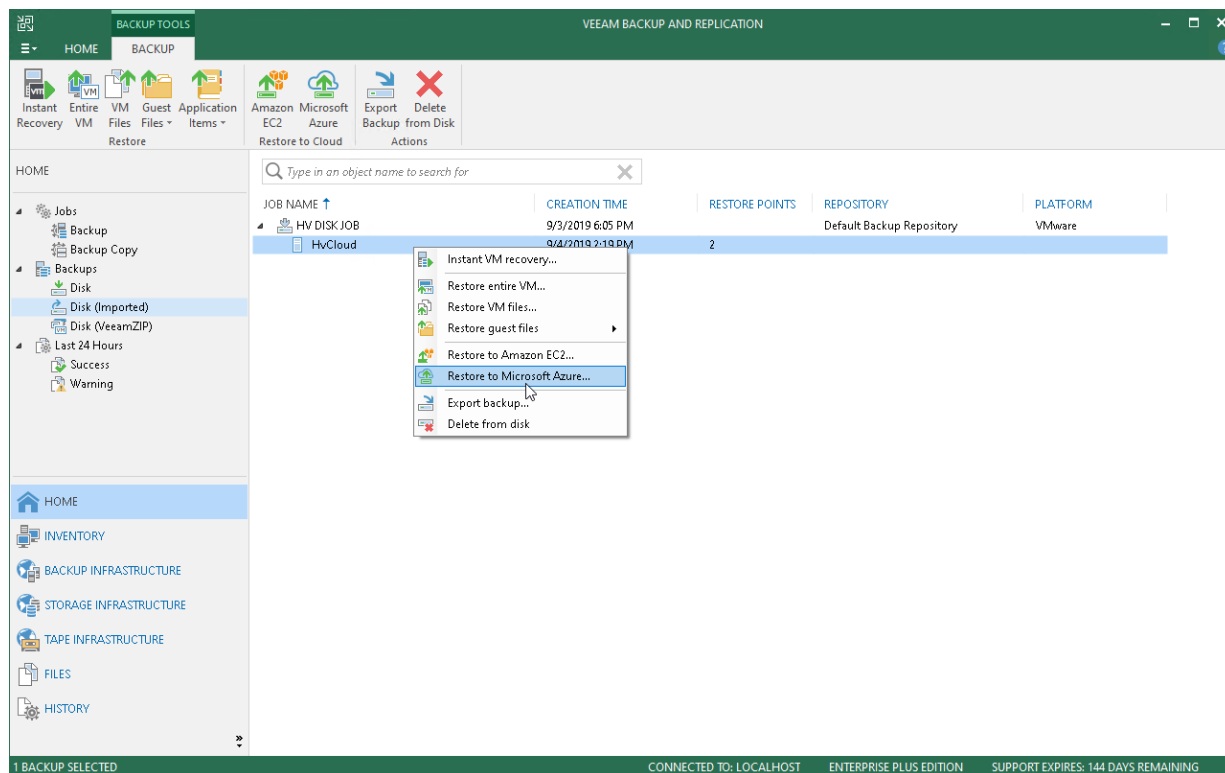 BACKUP TOOLS
VEEAM BACKUP AND REPLICATION
HOME BACKUP
Instant Recovery
Entire VM
VM Files
Guest Files
Application Items
Amazon EC2
Microsoft Azure
Export Backup
Delete from Disk
Restore
Restore to Cloud
Actions
HOME
Type in an object name to search for
Jobs
Backup
Backup Copy
Backups
Disk
Disk (Imported)
Disk (VeeamZIP)
Last 24 Hours
Success
Warning
JOB NAME CREATION TIME RESTORE POINTS REPOSITORY PLATFORM
HV DISK JOB 9/3/2019 6:05 PM Default Backup Repository VMware
HvCloud 9/4/2019 2:19 PM 2
Instant VM recovery...
Restore entire VM...
Restore VM files...
Restore guest files
Restore to Amazon EC2...
Restore to Microsoft Azure...
Export backup...
Delete from disk
HOME
INVENTORY
BACKUP INFRASTRUCTURE
STORAGE INFRASTRUCTURE
TAPE INFRASTRUCTURE
FILES
HISTORY
1 BACKUP SELECTED
CONNECTED TO: LOCALHOST ENTERPRISE PLUS EDITION SUPPORT EXPIRES: 144 DAYS REMAINING